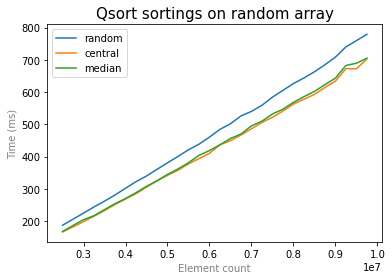 Qsort sortings on random array
random
central
median
Time (ms)
800
700
600
500
400
300
200
0.3 0.4 0.5 0.6 0.7 0.8 0.9 1.0
1e7
Element count